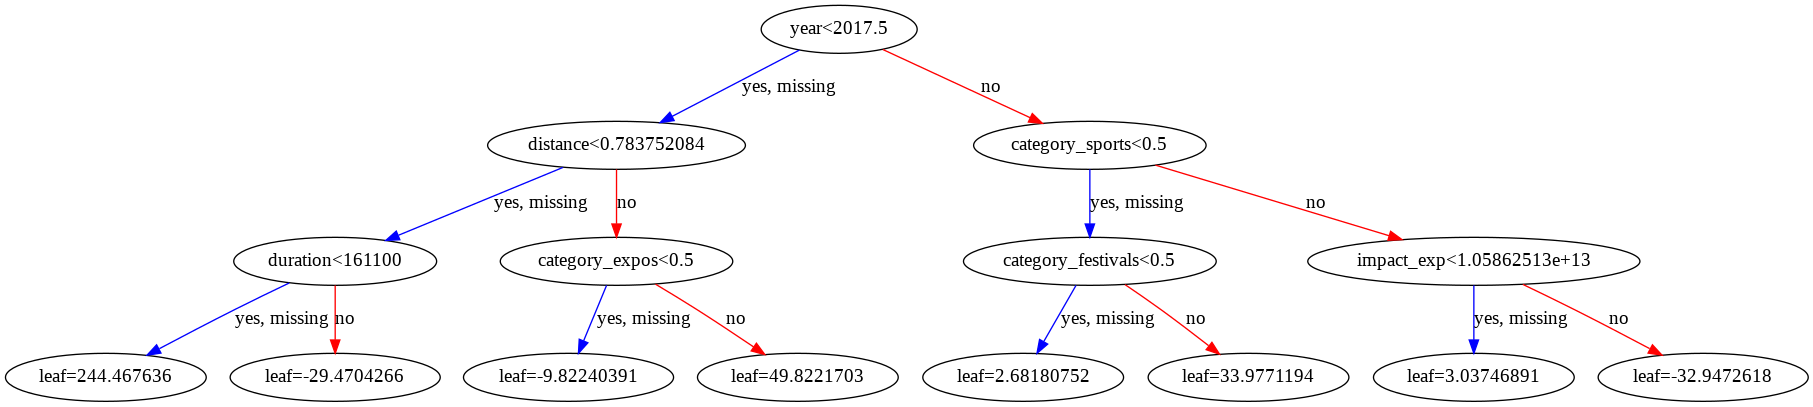 year<2017.5
yes, missing
no
distance<0.783752084
category_sports<0.5
yes, missing
no
yes, missing
no
duration<161100
category_expos<0.5
category_festivals<0.5
impact_exp<1.05862513e+13
yes, missing
no
yes, missing
no
yes, missing
no
yes, missing
no
leaf=244.467636
leaf=-29.4704266
leaf=-9.82240391
leaf=49.8221703
leaf=2.68180752
leaf=33.9771194
leaf=3.03746891
leaf=-32.9472618